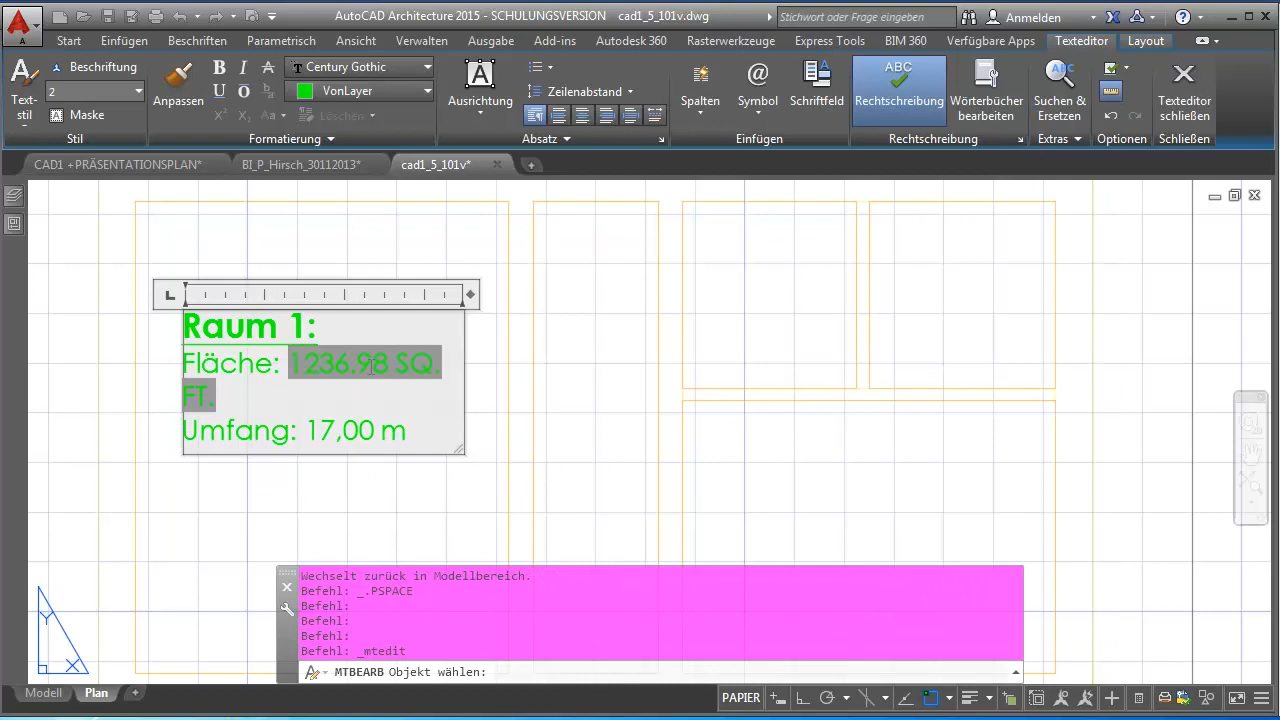 AutoCAD Architecture 2015 - SCHULUNGSVERSION cad1_5_101v.dwg
Stichwort oder Frage eingeben
Anmelden
Start Einfügen Beschriften Parametrisch Ansicht Verwalten Ausgabe Add-ins Autodesk 360 Rasterwerkzeuge Express Tools BIM 360 Verfügbare Apps Texteditor Layout
Beschriftung
2
Maske
Text-
stil
Stil
Anpassen
B I A
U O
Century Gothic
VonLayer
Löschen
Formatierung
Ausrichtung
Zeilenabstand
Absatz
Spalten
Symbol
Schriftfeld
Einfügen
ABC
Rechtschreibung
Wörterbücher
bearbeiten
Rechtschreibung
Suchen &
Ersetzen
Extras
Optionen
Texteditor
schließen
Schließen
CAD1 +PRÄSENTATIONSPLAN*
BI_P_Hirsch_30112013*
cad1_5_101v*
Raum 1:
Fläche: 1236.98 SQ.
FT.
Umfang: 17,00 m
Wechselt zurück in Modellbereich.
Befehl: _.PSPACE
Befehl:
Befehl:
Befehl:
Befehl: _mtedit
MTBEARB Objekt wählen:
Y
X
Modell Plan
PAPIER